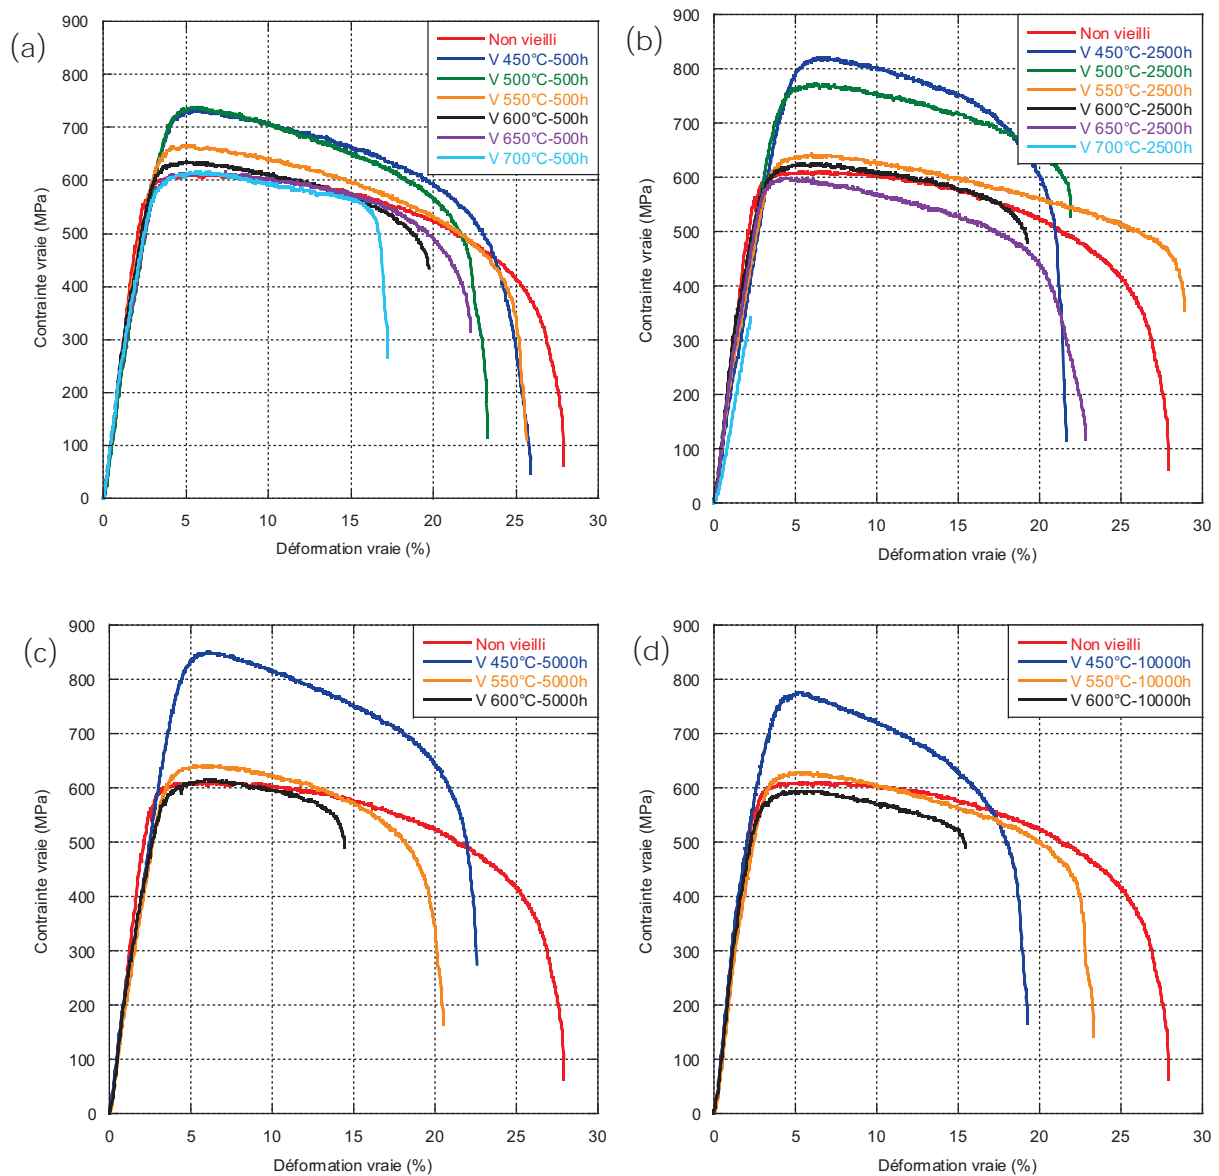 (a)
900
800
700
600
500
400
300
200
100
0
Contrainte vraie (MPa)
0 5 10 15 20 25 30
Déformation vraie (%)
Non vieilli
V 450°C-500h
V 500°C-500h
V 550°C-500h
V 600°C-500h
V 650°C-500h
V 700°C-500h
(b)
900
800
700
600
500
400
300
200
100
0
Contrainte vraie (MPa)
0 5 10 15 20 25 30
Déformation vraie (%)
Non vieilli
V 450°C-2500h
V 500°C-2500h
V 550°C-2500h
V 600°C-2500h
V 650°C-2500h
V 700°C-2500h
(c)
900
800
700
600
500
400
300
200
100
0
Contrainte vraie (MPa)
0 5 10 15 20 25 30
Déformation vraie (%)
Non vieilli
V 450°C-5000h
V 550°C-5000h
V 600°C-5000h
(d)
900
800
700
600
500
400
300
200
100
0
Contrainte vraie (MPa)
0 5 10 15 20 25 30
Déformation vraie (%)
Non vieilli
V 450°C-10000h
V 550°C-10000h
V 600°C-10000h